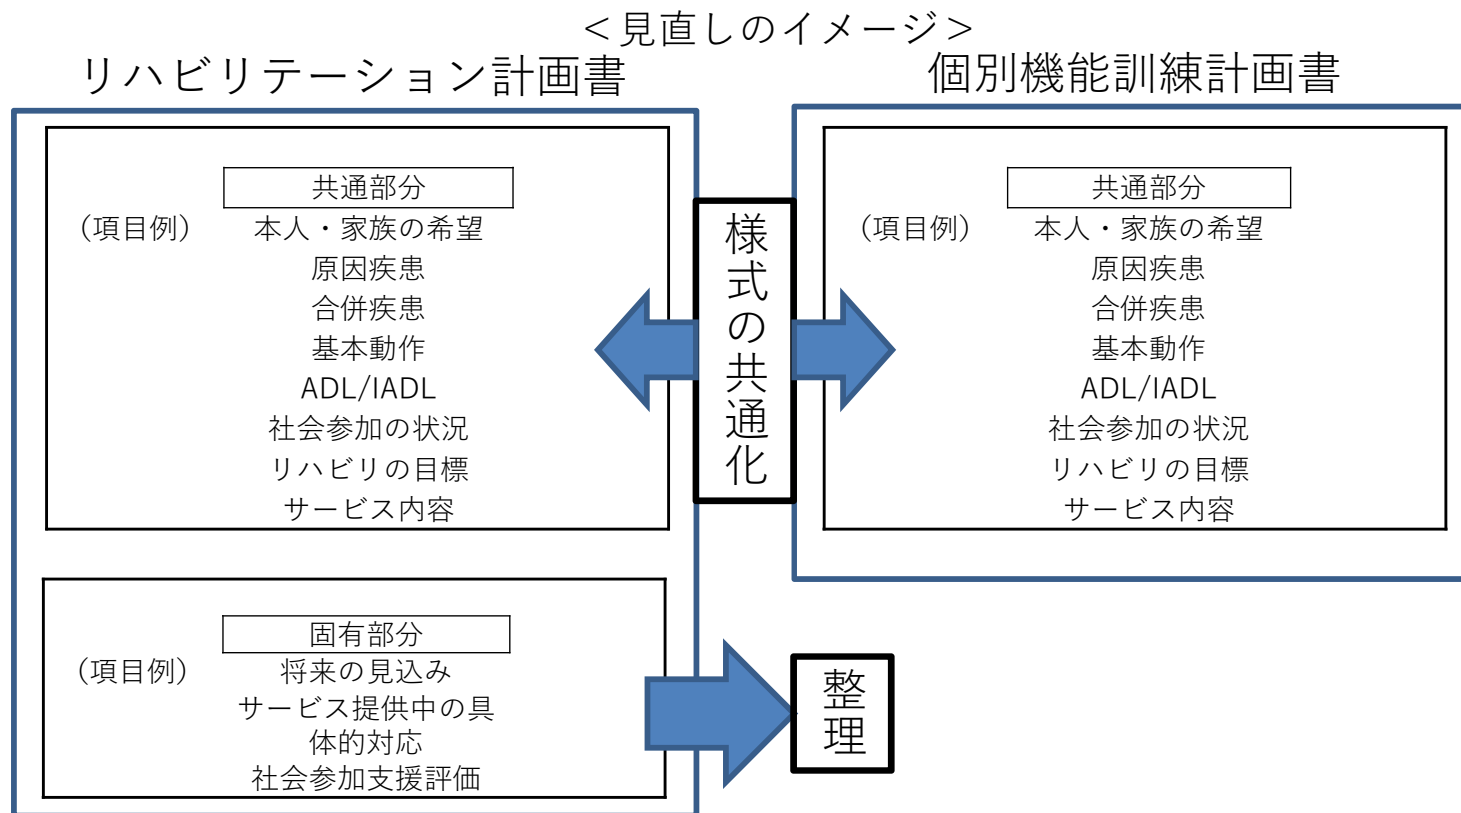 ＜見直しのイメージ＞
リハビリテーション計画書
共通部分
（項目例）　本人・家族の希望
原因疾患
合併疾患
基本動作
ADL/IADL
社会参加の状況
リハビリの目標
サービス内容
固有部分
（項目例）　将来の見込み
サービス提供中の具
体的対応
社会参加支援評価
様式の共通化
整理
個別機能訓練計画書
共通部分
（項目例）　本人・家族の希望
原因疾患
合併疾患
基本動作
ADL/IADL
社会参加の状況
リハビリの目標
サービス内容